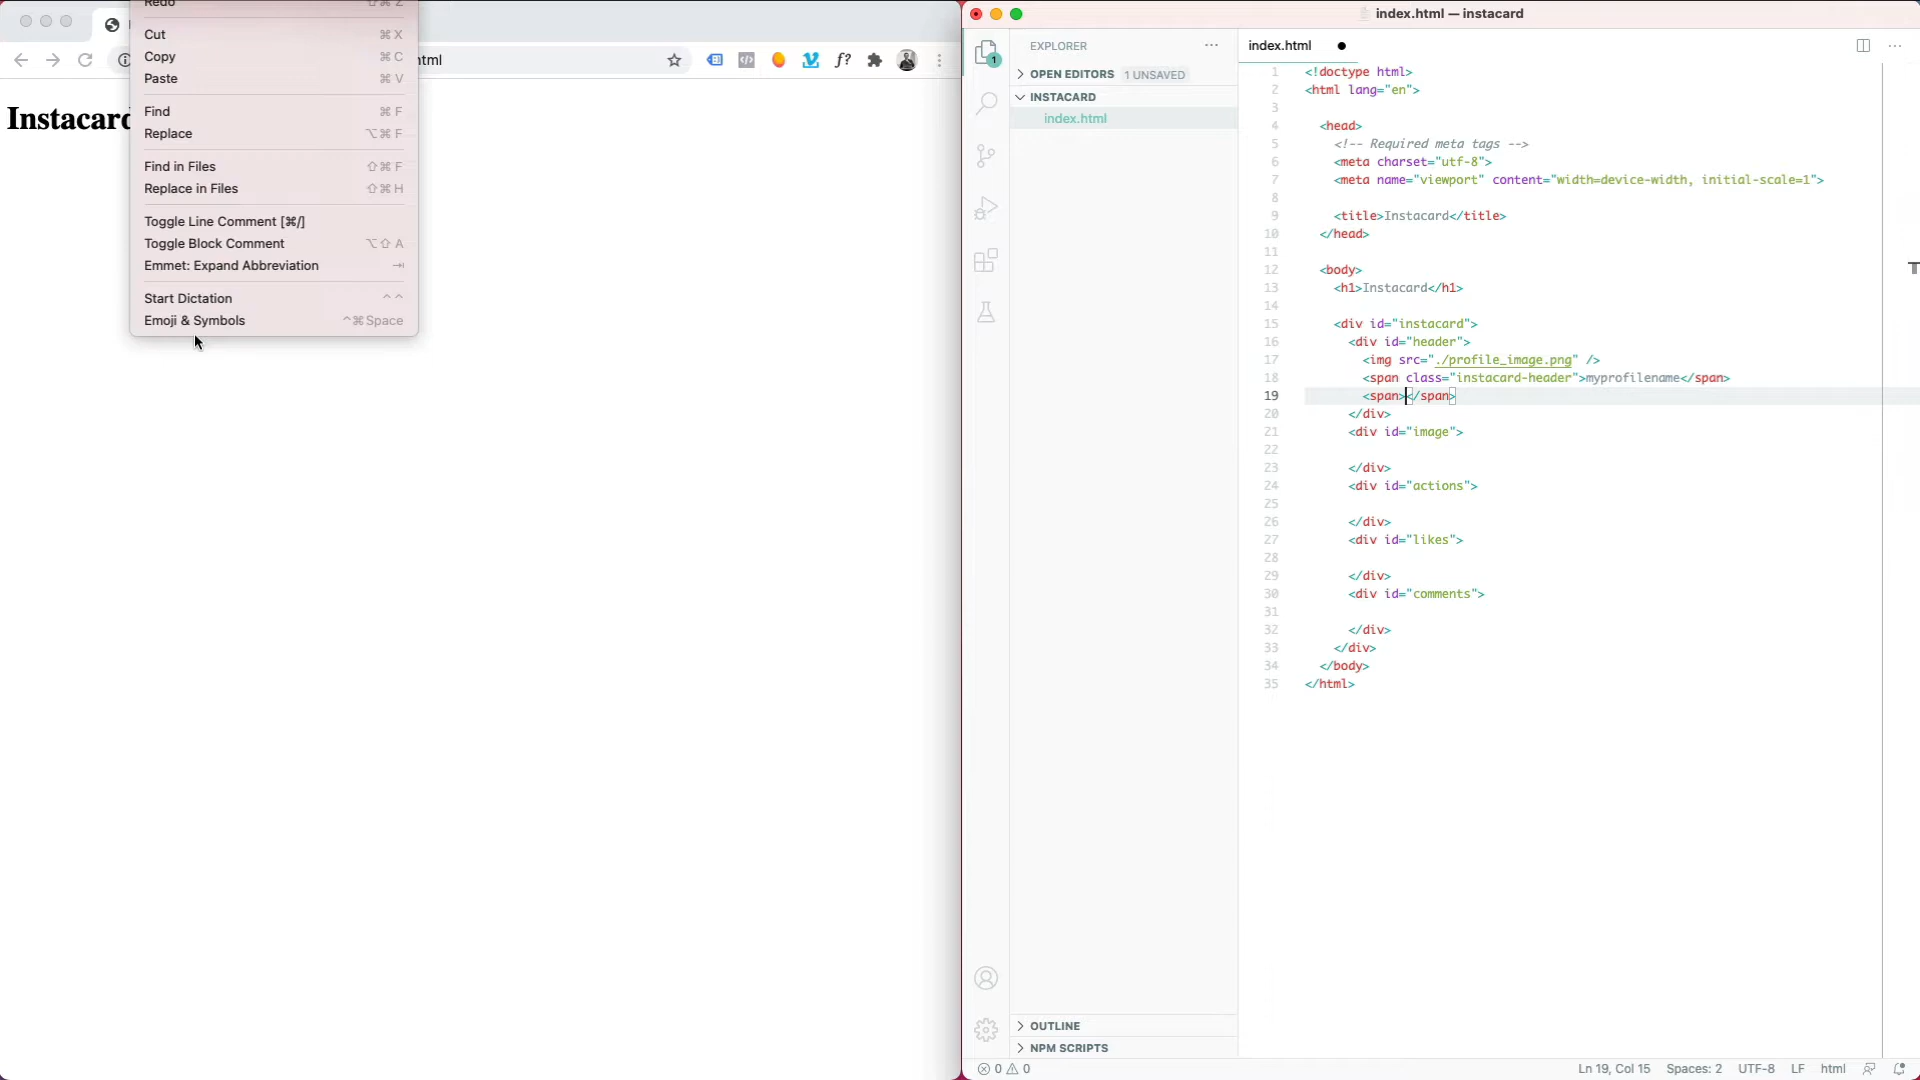 Redo ⇧⌘Z
Cut ⌘X
Copy ⌘C
Paste ⌘V
Find ⌘F
Replace ⌥⌘F
Find in Files ⇧⌘F
Replace in Files ⇧⌘H
Toggle Line Comment [⌘/]
Toggle Block Comment ⌥⇧A
Emmet: Expand Abbreviation ⇥
Start Dictation ^^
Emoji & Symbols ^⌘Space
f?
Instacard
index.html — instacard
EXPLORER ···
1
OPEN EDITORS 1 UNSAVED
INSTACARD
index.html
OUTLINE
NPM SCRIPTS
index.html ●
1 <!doctype html>
2 <html lang="en">
3
4 <head>
5 <!-- Required meta tags -->
6 <meta charset="utf-8">
7 <meta name="viewport" content="width=device-width, initial-scale=1">
8
9 <title>Instacard</title>
10 </head>
11
12 <body>
13 <h1>Instacard</h1>
14
15 <div id="instacard">
16 <div id="header">
17 <img src="./profile_image.png" />
18 <span class="instacard-header">myprofilename</span>
19 <span></span>
20 </div>
21 <div id="image">
22
23 </div>
24 <div id="actions">
25
26 </div>
27 <div id="likes">
28
29 </div>
30 <div id="comments">
31
32 </div>
33 </div>
34 </body>
35 </html>
0 0
Ln 19, Col 15 Spaces: 2 UTF-8 LF html